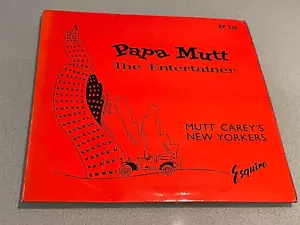 Papa Mutt
The Entertainer
MUTT CAREY'S
NEW YORKERS
Esquire